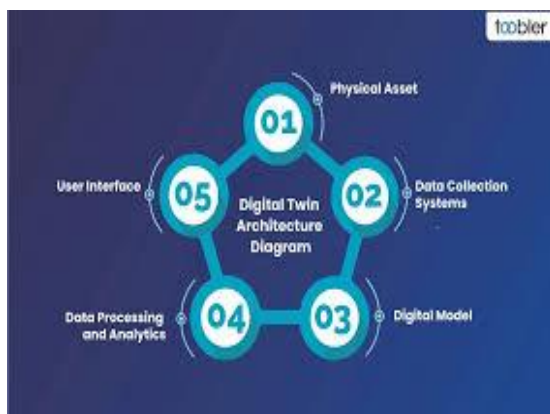 toobler
01
Physical Asset
02
Data Collection
Systems
03
Digital Model
04
Data Processing
and Analytics
05
User Interface
Digital Twin
Architecture
Diagram